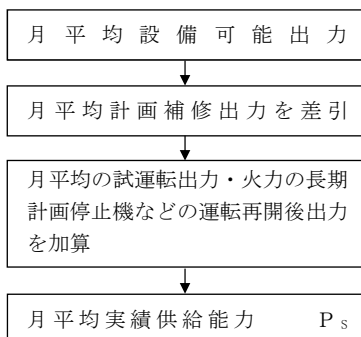 月平均設備可能出力
月平均計画補修出力を差引
月平均の試運転出力・火力の長期
計画停止機などの運転再開後出力
を加算
月平均実績供給能力 Ps